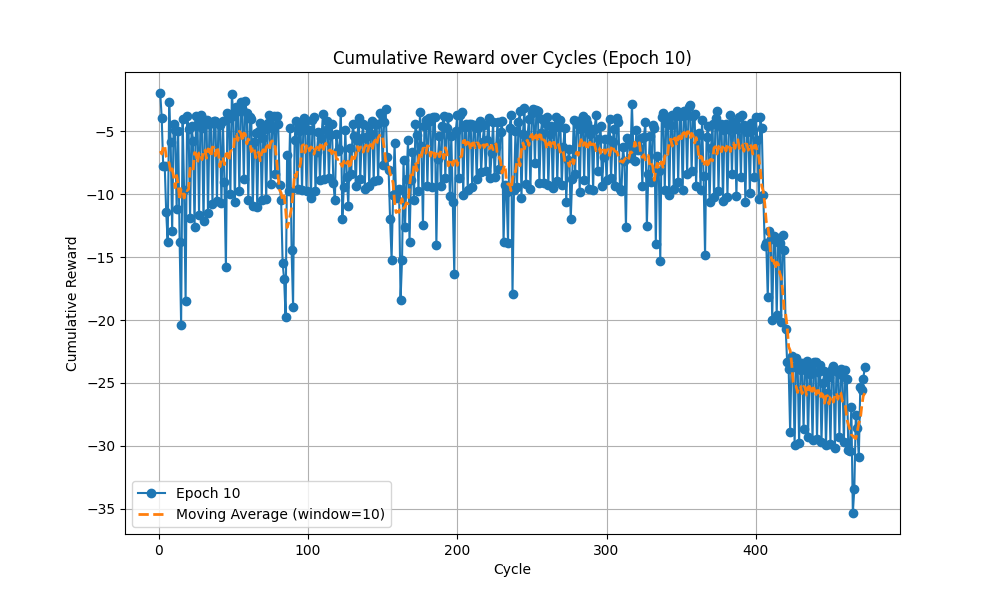 Cumulative Reward over Cycles (Epoch 10)
Cumulative Reward
−5
−10
−15
−20
−25
−30
−35
Epoch 10
Moving Average (window=10)
0 100 200 300 400
Cycle